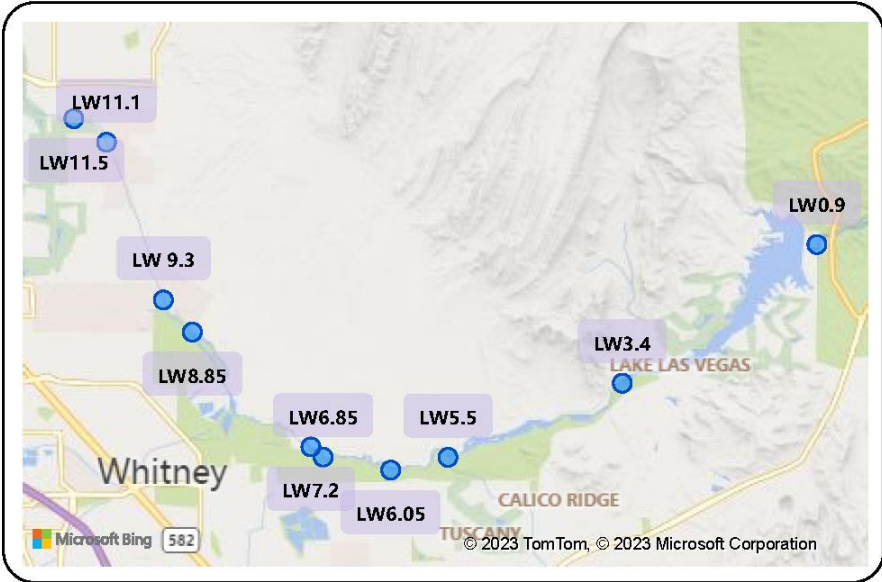 LW11.1
LW11.5
LW0.9
LW 9.3
LW3.4
LAKE LAS VEGAS
LW8.85
LW6.85
LW5.5
Whitney
LW7.2
CALICO RIDGE
LW6.05
TUSCANY
Microsoft Bing
582
© 2023 TomTom, © 2023 Microsoft Corporation